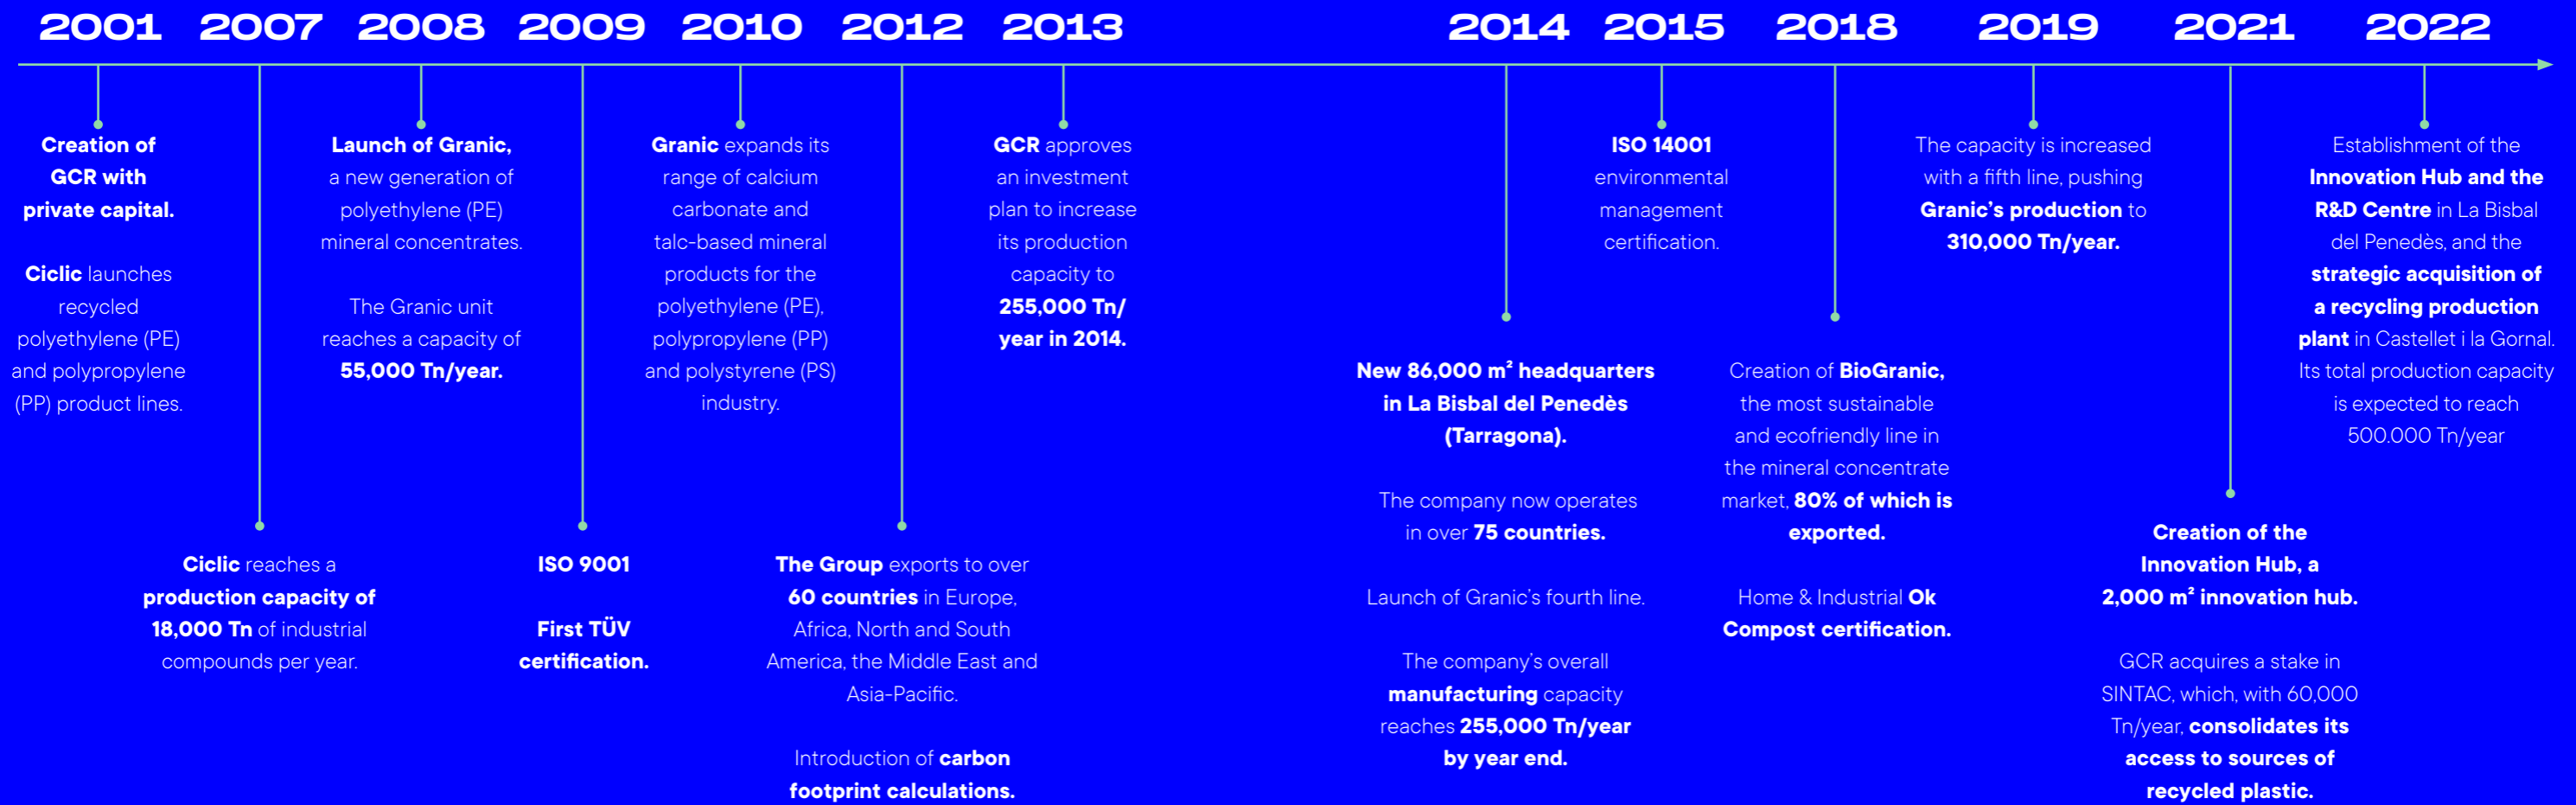 2001
Creation of
GCR with
private capital.
Ciclic launches
recycled
polyethylene (PE)
and polypropylene
(PP) product lines.
2007
Ciclic reaches a
production capacity of
18,000 Tn of industrial
compounds per year.
2008
Launch of Granic,
a new generation of
polyethylene (PE)
mineral concentrates.
The Granic unit
reaches a capacity of
55,000 Tn/year.
2009
ISO 9001
First TÜV
certification.
2010
Granic expands its
range of calcium
carbonate and
talc-based mineral
products for the
polyethylene (PE),
polypropylene (PP)
and polystyrene (PS)
industry.
2012
The Group exports to over
60 countries in Europe,
Africa, North and South
America, the Middle East and
Asia-Pacific.
Introduction of carbon
footprint calculations.
2013
GCR approves
an investment
plan to increase
its production
capacity to
255,000 Tn/
year in 2014.
2014
New 86,000 m² headquarters
in La Bisbal del Penedès
(Tarragona).
The company now operates
in over 75 countries.
Launch of Granic’s fourth line.
The company’s overall
manufacturing capacity
reaches 255,000 Tn/year
by year end.
2015
ISO 14001
environmental
management
certification.
2018
Creation of BioGranic,
the most sustainable
and ecofriendly line in
the mineral concentrate
market, 80% of which is
exported.
Home & Industrial Ok
Compost certification.
2019
The capacity is increased
with a fifth line, pushing
Granic’s production to
310,000 Tn/year.
2021
Creation of the
Innovation Hub, a
2,000 m² innovation hub.
GCR acquires a stake in
SINTAC, which, with 60,000
Tn/year, consolidates its
access to sources of
recycled plastic.
2022
Establishment of the
Innovation Hub and the
R&D Centre in La Bisbal
del Penedès, and the
strategic acquisition of
a recycling production
plant in Castellet i la Gornal.
Its total production capacity
is expected to reach
500.000 Tn/year